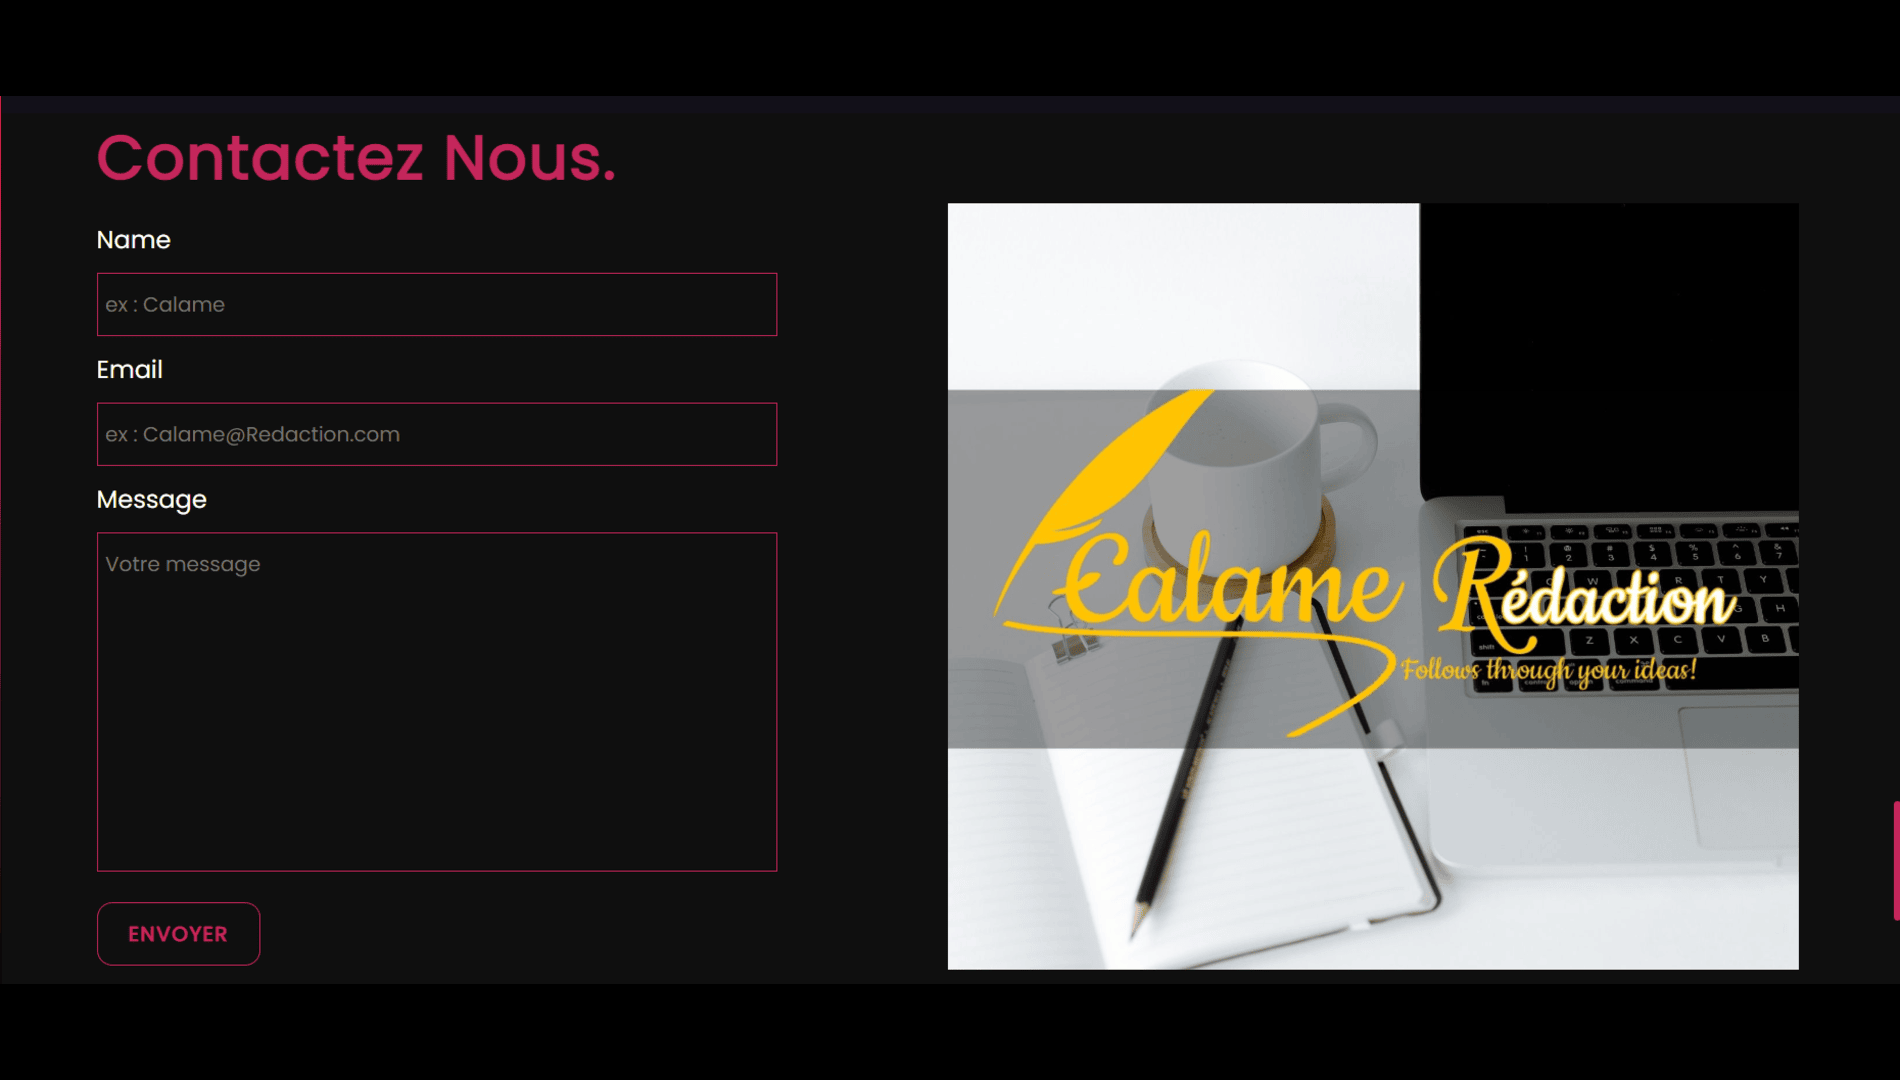 Contactez Nous.
Name
ex : Calame
Email
ex : Calame@Redaction.com
Message
Votre message
ENVOYER
Calame Rédaction
Follows through your ideas!